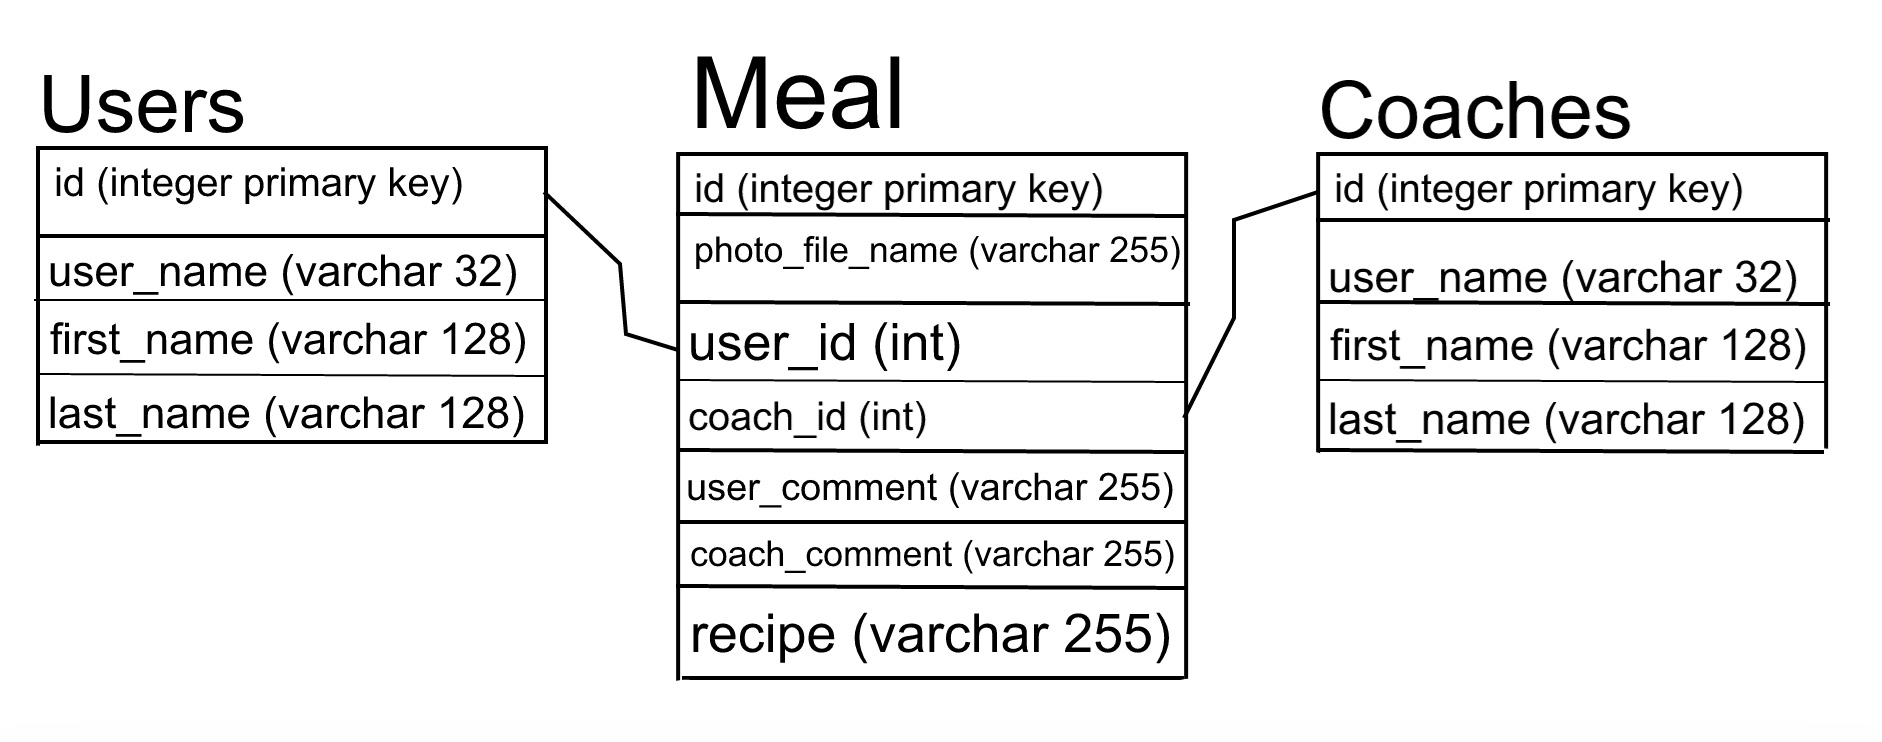 Users
id (integer primary key)
user_name (varchar 32)
first_name (varchar 128)
last_name (varchar 128)
Meal
id (integer primary key)
photo_file_name (varchar 255)
user_id (int)
coach_id (int)
user_comment (varchar 255)
coach_comment (varchar 255)
recipe (varchar 255)
Coaches
id (integer primary key)
user_name (varchar 32)
first_name (varchar 128)
last_name (varchar 128)